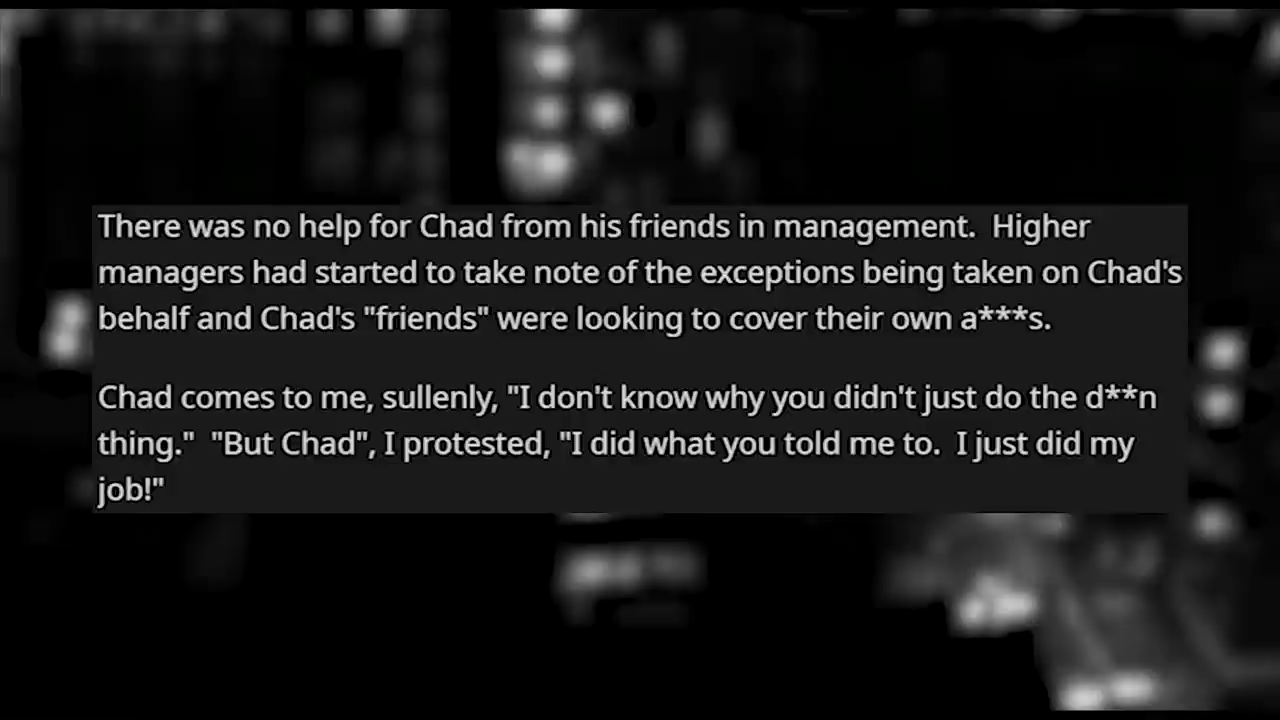 There was no help for Chad from his friends in management.  Higher
managers had started to take note of the exceptions being taken on Chad's
behalf and Chad's "friends" were looking to cover their own a***s.
Chad comes to me, sullenly, "I don't know why you didn't just do the d**n
thing."  "But Chad", I protested, "I did what you told me to.  I just did my
job!"